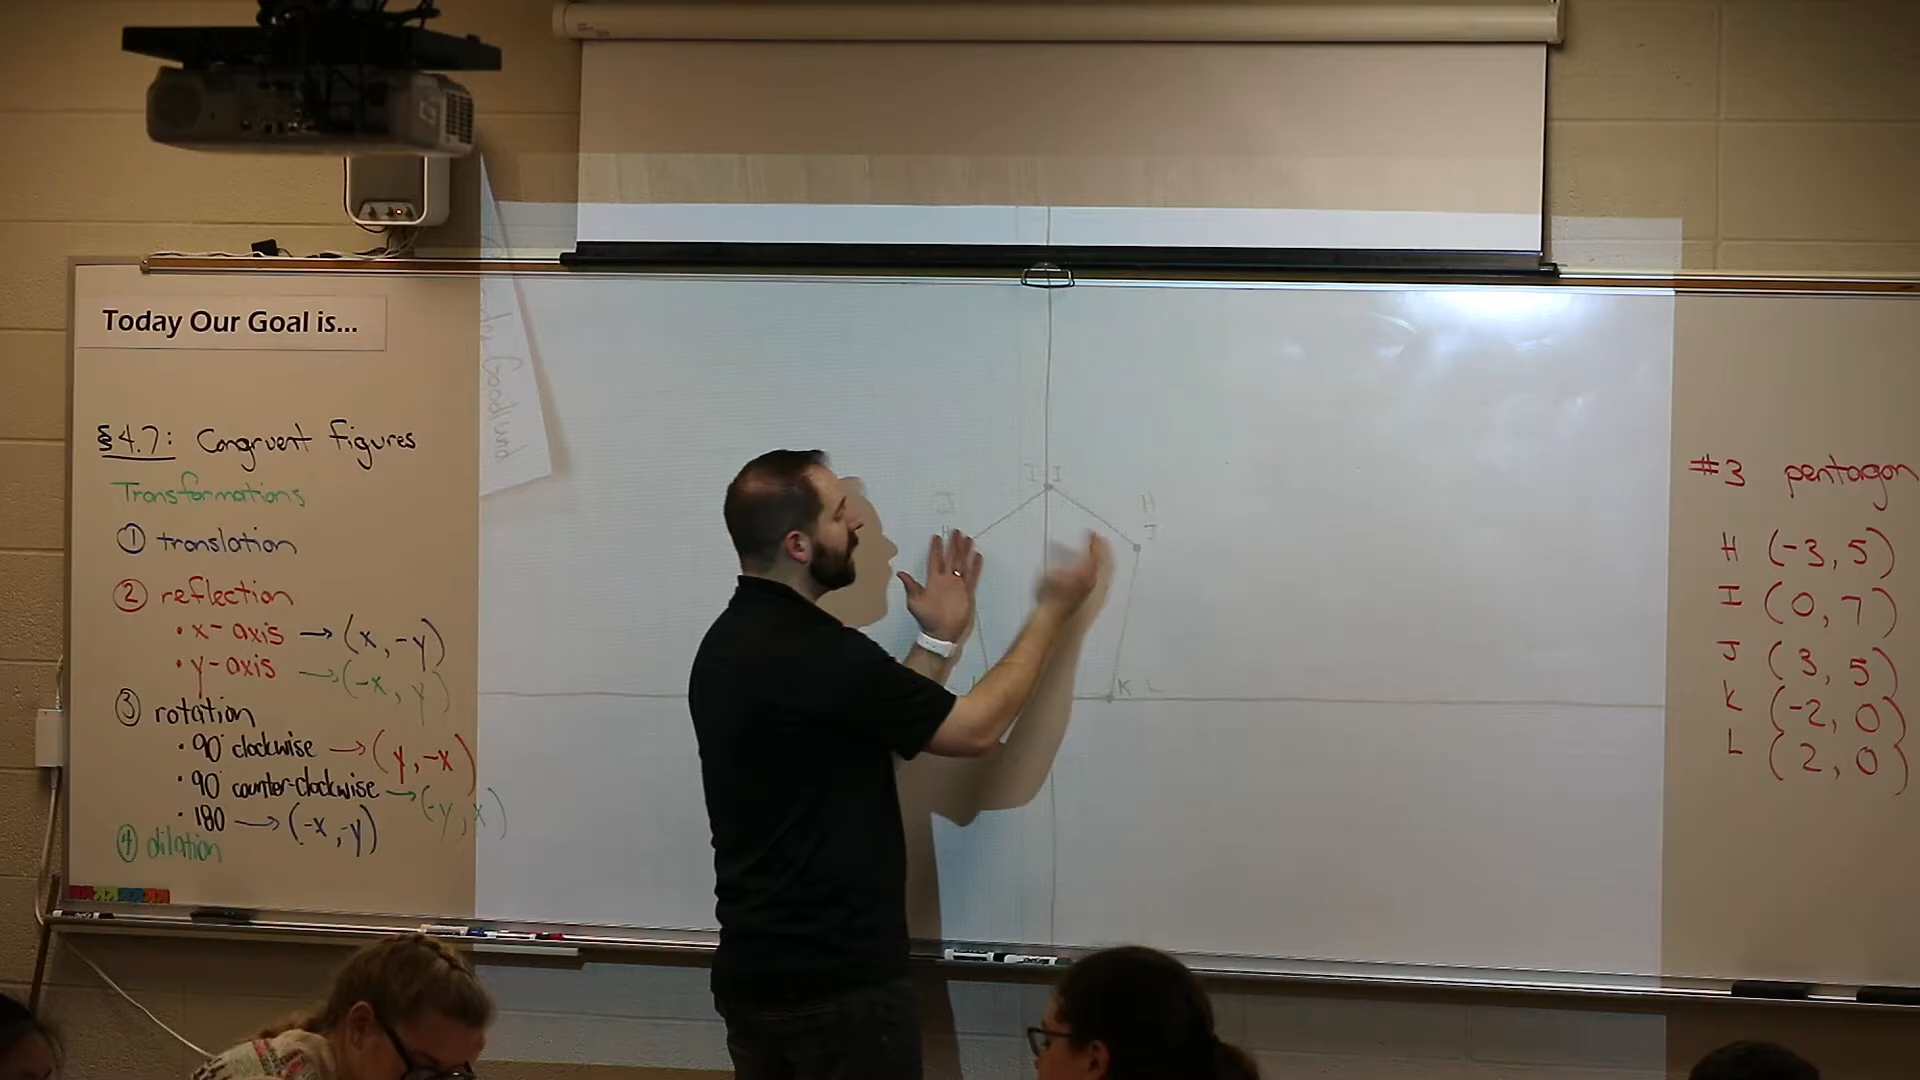 Today Our Goal is...
§ 4.7: Congruent Figures
Transformations
① translation
② reflection
• x-axis → (x, -y)
• y-axis → (-x, y)
③ rotation
• 90° clockwise → (y, -x)
• 90° counter-clockwise → (-y, x)
• 180 → (-x, -y)
④ dilation
I I
J H
J
K L
#3 pentagon
H (-3, 5)
I (0, 7)
J (3, 5)
K (-2, 0)
L (2, 0)